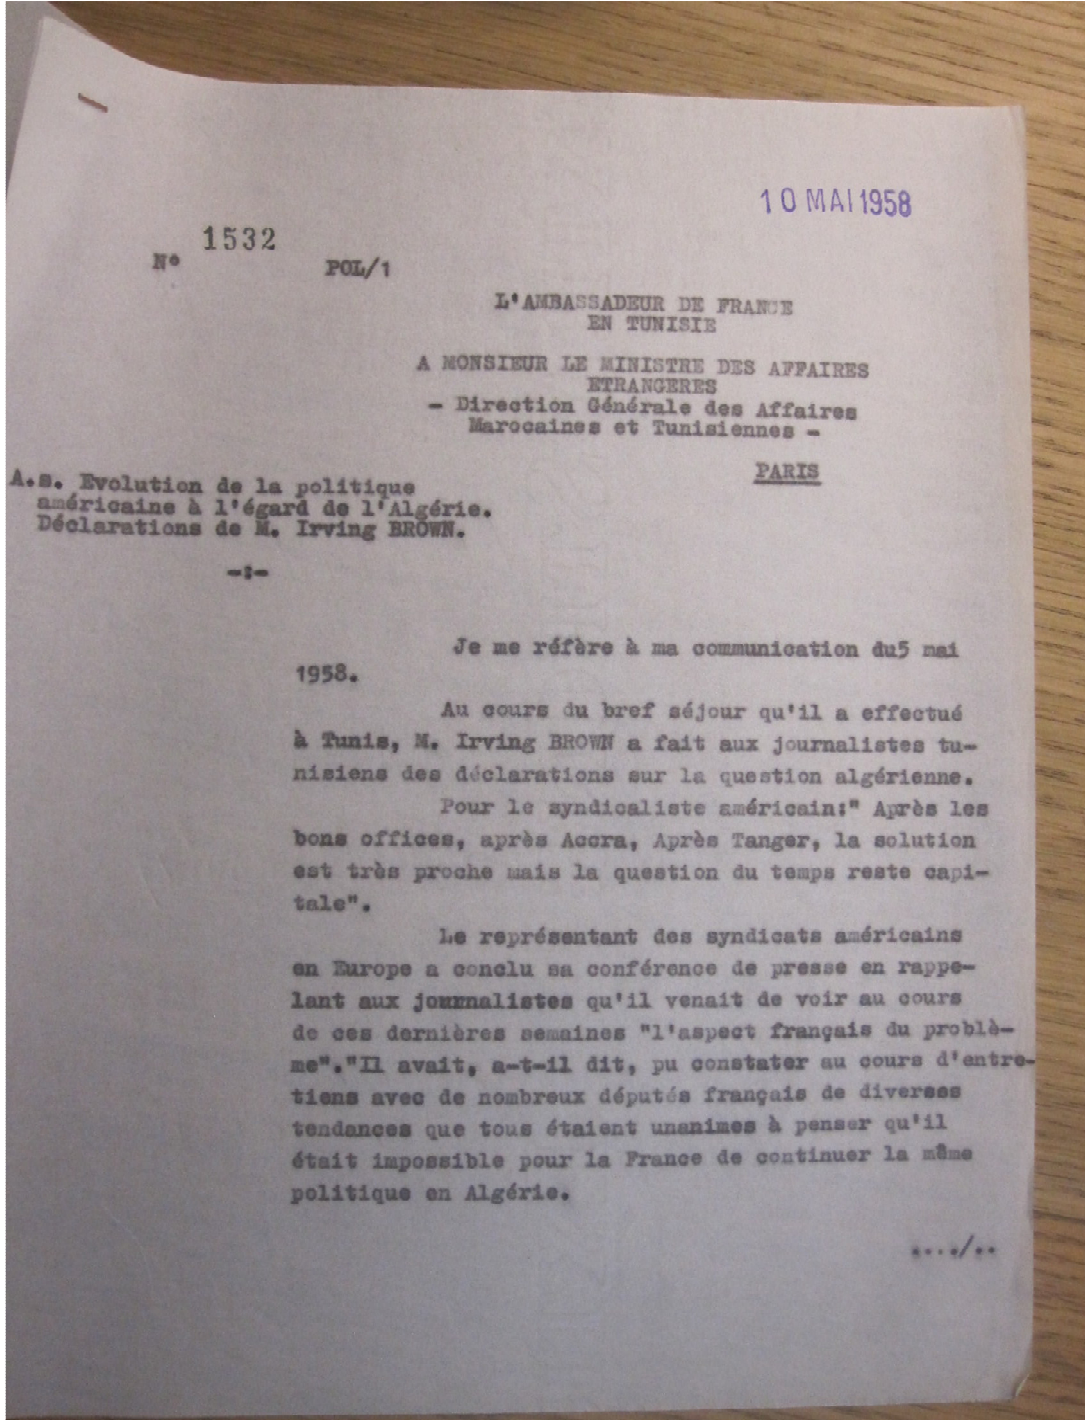 10 MAI 1958
1532
N° POL/1
L'AMBASSADEUR DE FRANCE
EN TUNISIE
A MONSIEUR LE MINISTRE DES AFFAIRES
ETRANGERES
- Direction Générale des Affaires
Marocaines et Tunisiennes -
PARIS
A.s. Evolution de la politique
américaine à l'égard de l'Algérie.
Déclarations de M. Irving BROWN.
-:-
Je me réfère à ma communication du5 mai
1958.
Au cours du bref séjour qu'il a effectué
à Tunis, M. Irving BROWN a fait aux journalistes tu-
nisiens des déclarations sur la question algérienne.
Pour le syndicaliste américain:" Après les
bons offices, après Accra, Après Tanger, la solution
est très proche mais la question du temps reste capi-
tale".
Le représentant des syndicats américains
en Europe a conclu sa conférence de presse en rappe-
lant aux journalistes qu'il venait de voir au cours
de ces dernières semaines "l'aspect français du problè-
me"."Il avait, a-t-il dit, pu constater au cours d'entre-
tiens avec de nombreux députés français de diverses
tendances que tous étaient unanimes à penser qu'il
était impossible pour la France de continuer la même
politique en Algérie.
..../..